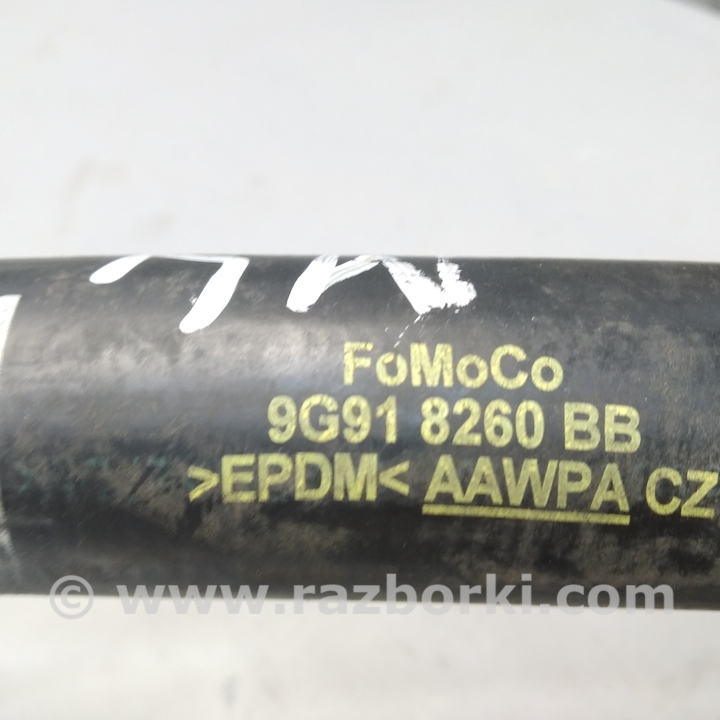 FoMoCo
9G91 8260 BB
>EPDM< AAWPA CZ
© www.razborki.com